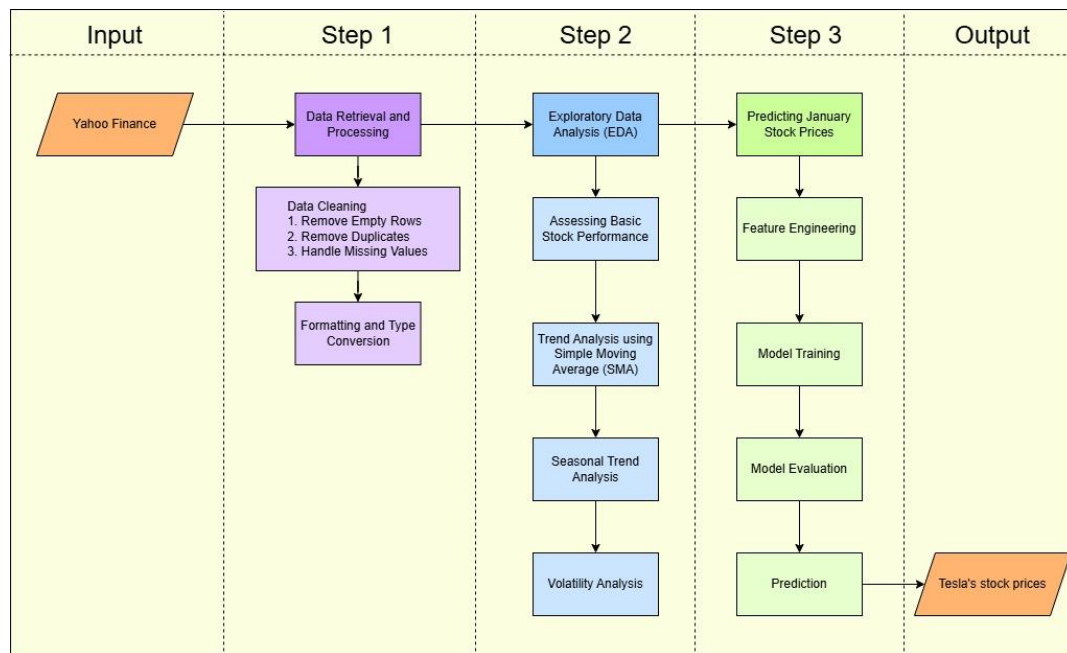 Input
Step 1
Step 2
Step 3
Output
Yahoo Finance
Data Retrieval and
Processing
Exploratory Data
Analysis (EDA)
Predicting January
Stock Prices
Data Cleaning
1. Remove Empty Rows
2. Remove Duplicates
3. Handle Missing Values
Assessing Basic
Stock Performance
Feature Engineering
Formatting and Type
Conversion
Trend Analysis using
Simple Moving
Average (SMA)
Model Training
Seasonal Trend
Analysis
Model Evaluation
Volatility Analysis
Prediction
Tesla's stock prices